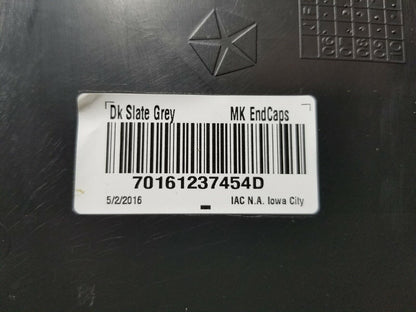 Dk Slate Grey MK EndCaps
70161237454D
5/2/2016 IAC N.A. Iowa City